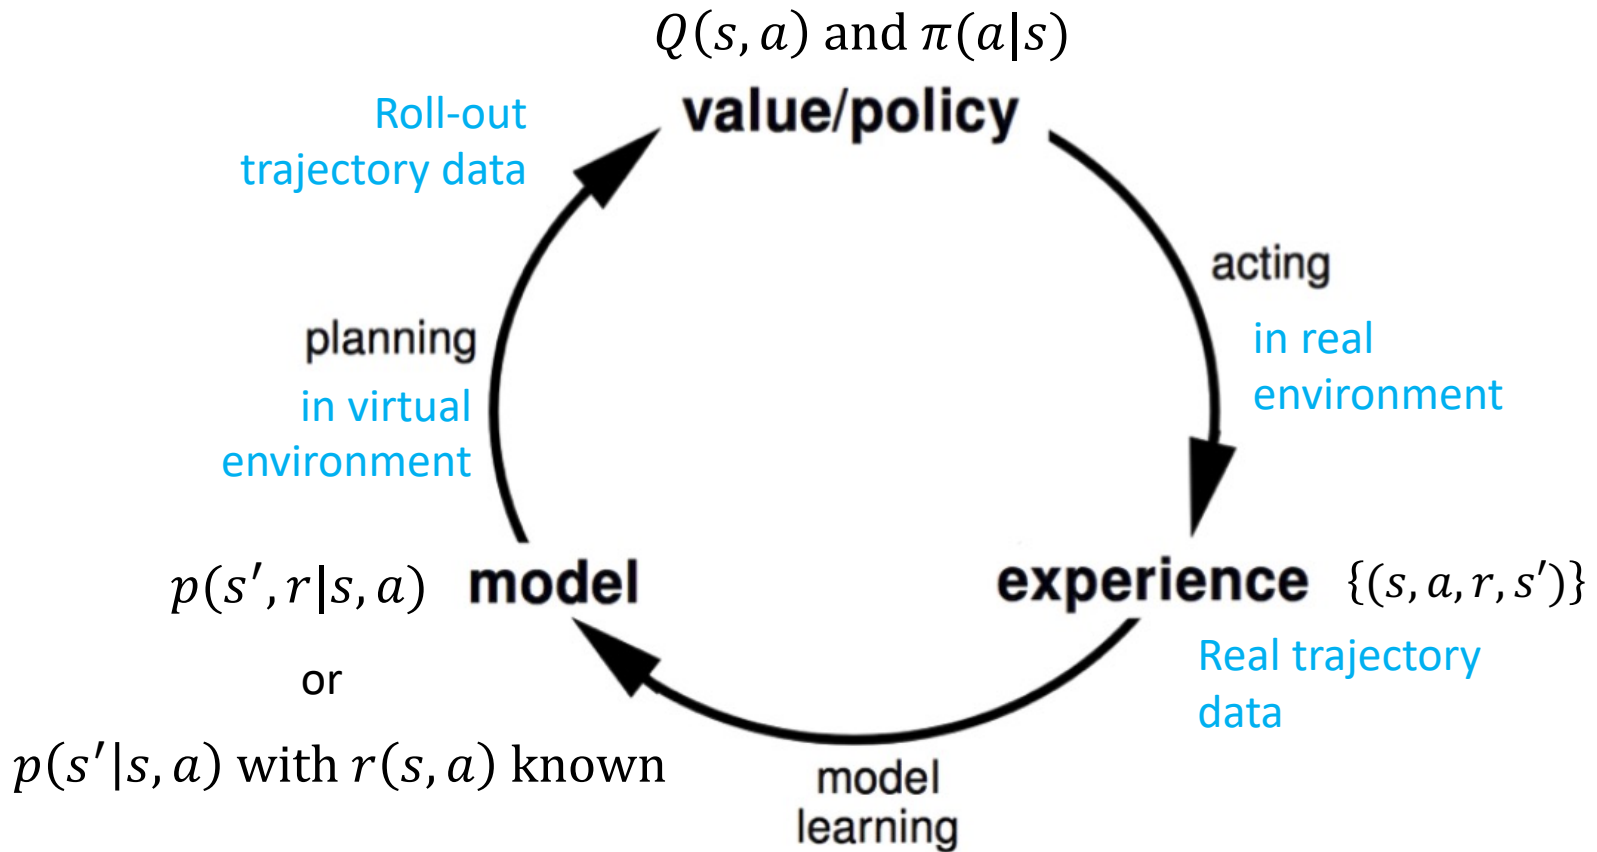 Q(s, a) and π(a|s)
value/policy
Roll-out
trajectory data
acting
in real
environment
planning
in virtual
environment
p(s′, r|s, a)
model
experience
{(s, a, r, s′)}
Real trajectory
data
or
p(s′|s, a) with r(s, a) known
model
learning